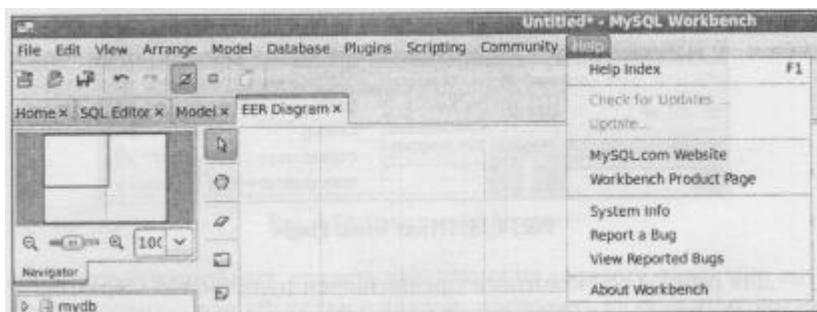 Untitled* - MySQL Workbench
File Edit View Arrange Model Database Plugins Scripting Community Help
Home × SQL Editor × Model × EER Diagram ×
Help Index F1
Check for Updates ...
Update...
MySQL.com Website
Workbench Product Page
System Info
Report a Bug
View Reported Bugs
About Workbench
10(
Navigator
mydb